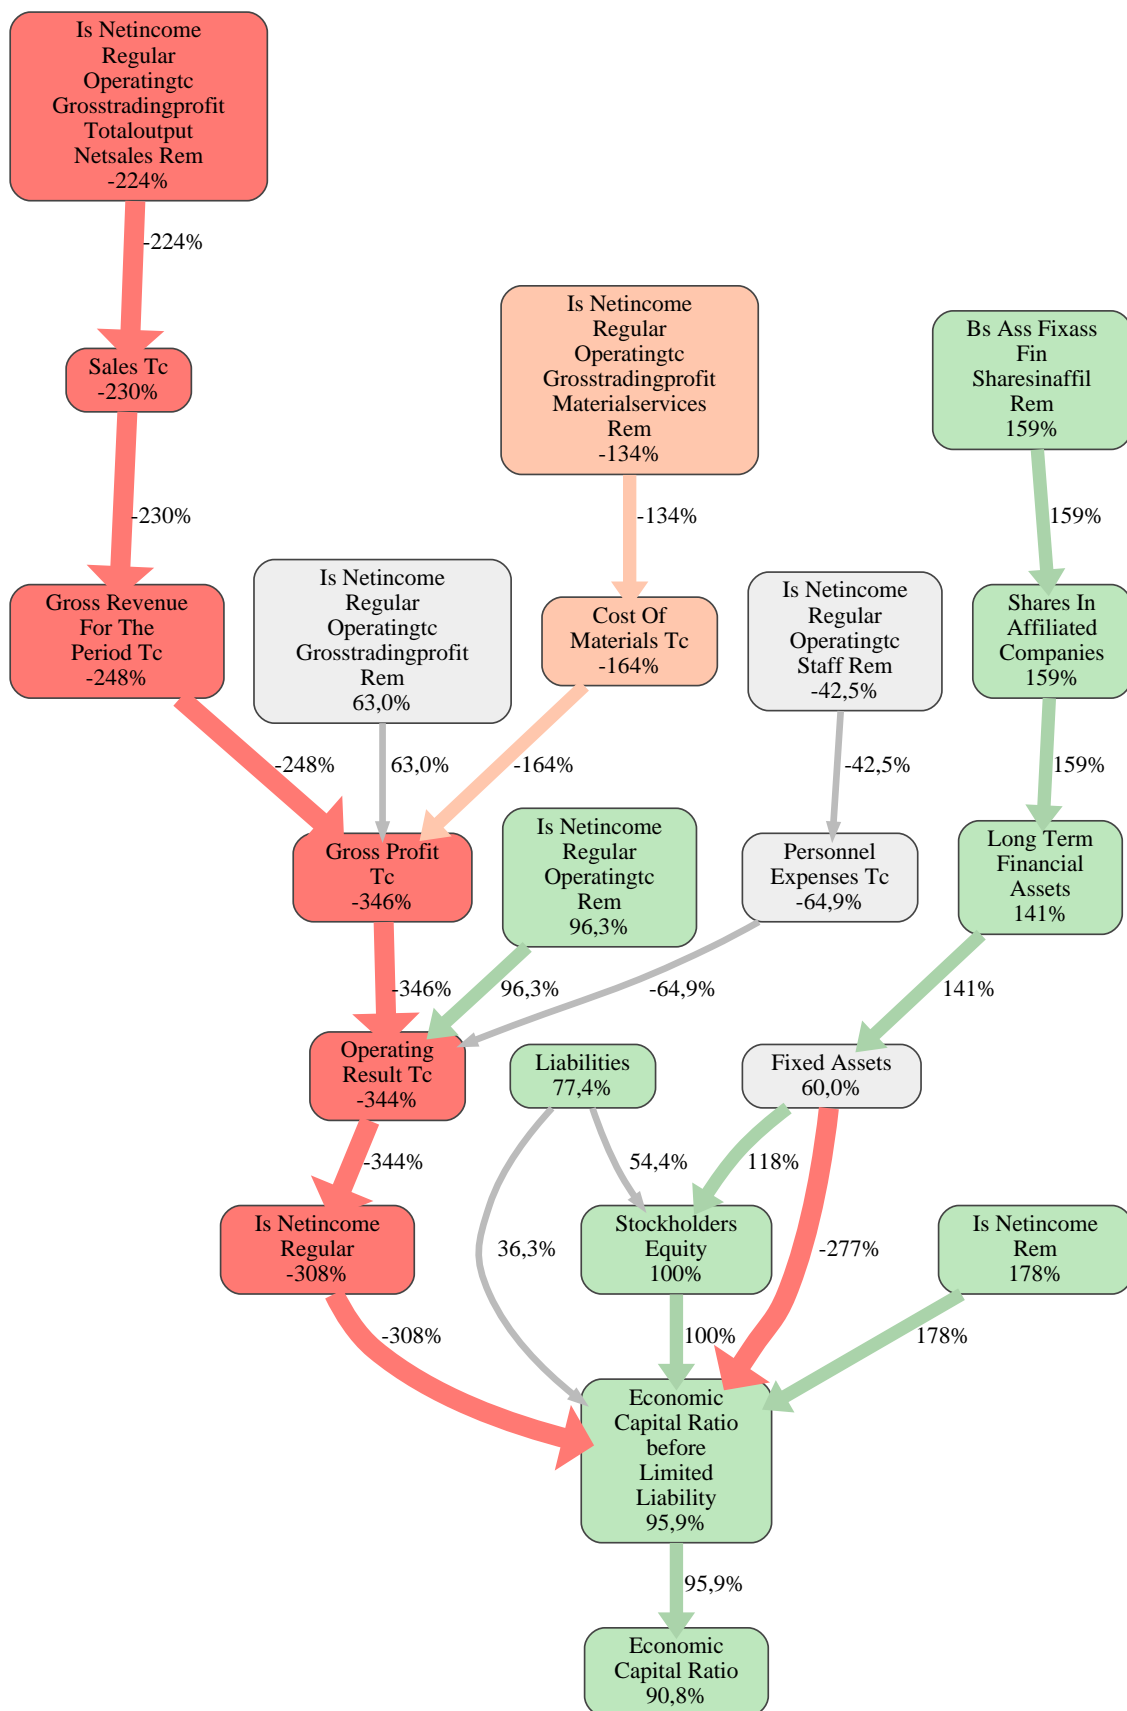 Is Netincome
Regular
Operatingtc
Grosstradingprofit
Totaloutput
Netsales Rem
-224%
-224%
Sales Tc
-230%
-230%
Is Netincome
Regular
Operatingtc
Grosstradingprofit
Materialservices
Rem
-134%
-134%
Bs Ass Fixass
Fin
Sharesinaffil
Rem
159%
159%
Gross Revenue
For The
Period Tc
-248%
-248%
Is Netincome
Regular
Operatingtc
Grosstradingprofit
Rem
63,0%
63,0%
Cost Of
Materials Tc
-164%
-164%
Is Netincome
Regular
Operatingtc
Staff Rem
-42,5%
-42,5%
Shares In
Affiliated
Companies
159%
159%
Gross Profit
Tc
-346%
-346%
Is Netincome
Regular
Operatingtc
Rem
96,3%
96,3%
Personnel
Expenses Tc
-64,9%
-64,9%
Long Term
Financial
Assets
141%
141%
Operating
Result Tc
-344%
-344%
Liabilities
77,4%
36,3%
54,4%
Fixed Assets
60,0%
118%
-277%
Is Netincome
Regular
-308%
-308%
Stockholders
Equity
100%
100%
Is Netincome
Rem
178%
178%
Economic
Capital Ratio
before
Limited
Liability
95,9%
95,9%
Economic
Capital Ratio
90,8%